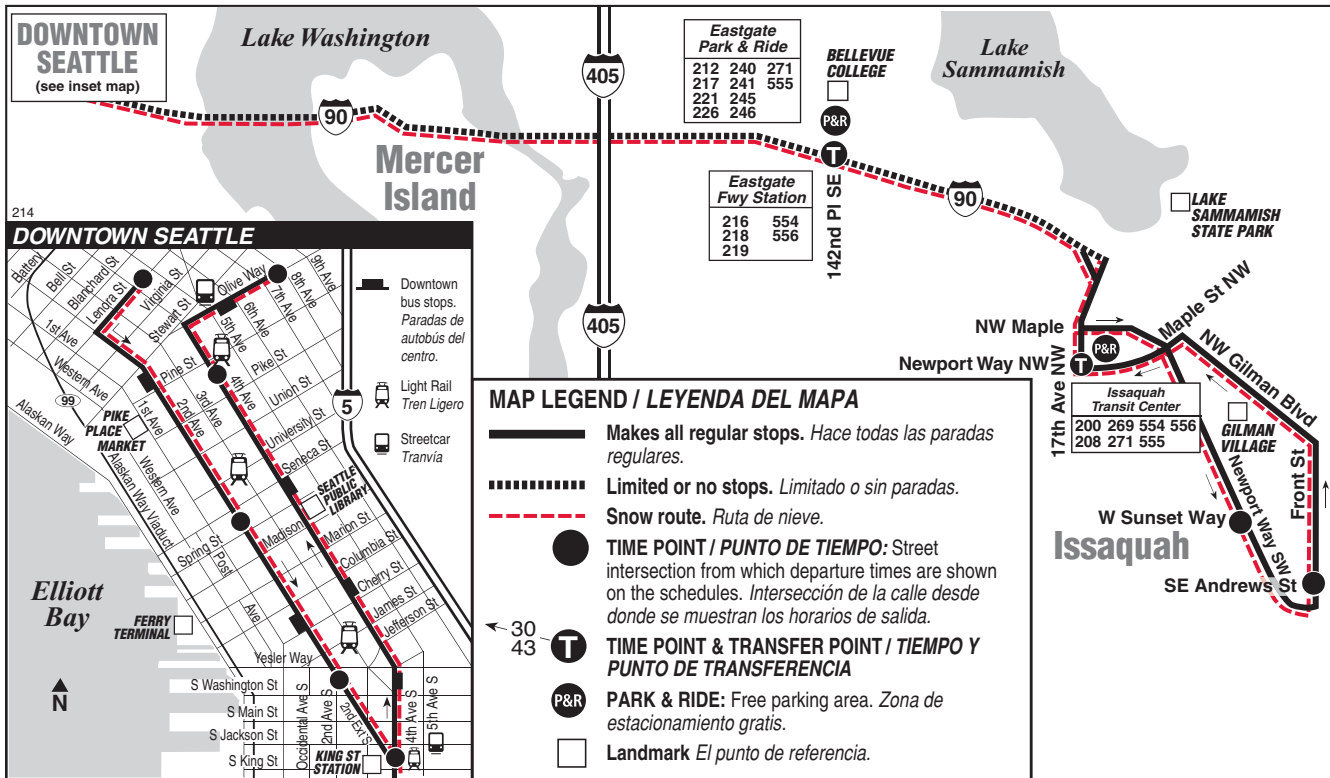 DOWNTOWN
SEATTLE
(see inset map)
Lake Washington
90
Mercer
Island
405
405
Eastgate
Park & Ride
212 240 271
217 241 555
221 245
226 246
BELLEVUE
COLLEGE
P&R
T
142nd Pl SE
Eastgate
Fwy Station
216 554
218 556
219
Lake
Sammamish
90
LAKE
SAMMAMISH
STATE PARK
NW Maple
Maple St NW
P&R
Newport Way NW
T
17th Ave NW
NW Gilman Blvd
Issaquah
Transit Center
200 269 554 556
208 271 555
GILMAN
VILLAGE
Newport Way SW
Front St
W Sunset Way
Issaquah
SE Andrews St
214
DOWNTOWN SEATTLE
Battery
Bell St
Blanchard St
Lenora St
Virginia St
Stewart St
Olive Way
9th Ave
8th Ave
7th Ave
6th Ave
5th Ave
4th Ave
3rd Ave
2nd Ave
1st Ave
1st Ave
Western Ave
Western Ave
Pine St
Pike St
Union St
University St
Seneca St
SEATTLE
PUBLIC
LIBRARY
Spring St
Post
Ave
Madison
Marion St
Columbia St
Cherry St
James St
Jefferson St
Yesler Way
99
Alaskan Way
Alaskan Way Viaduct
PIKE
PLACE
MARKET
5
Elliott
Bay
FERRY
TERMINAL
N
S Washington St
S Main St
S Jackson St
S King St
Occidental Ave S
2nd Ave S
2nd Ext S
4th Ave S
5th Ave S
KING ST
STATION
Downtown
bus stops.
Paradas de
autobús del
centro.
Light Rail
Tren Ligero
Streetcar
Tranvía
MAP LEGEND / LEYENDA DEL MAPA
Makes all regular stops. Hace todas las paradas
regulares.
Limited or no stops. Limitado o sin paradas.
Snow route. Ruta de nieve.
TIME POINT / PUNTO DE TIEMPO: Street
intersection from which departure times are shown
on the schedules. Intersección de la calle desde
donde se muestran los horarios de salida.
30
43
T
TIME POINT & TRANSFER POINT / TIEMPO Y
PUNTO DE TRANSFERENCIA
P&R
PARK & RIDE: Free parking area. Zona de
estacionamiento gratis.
Landmark El punto de referencia.